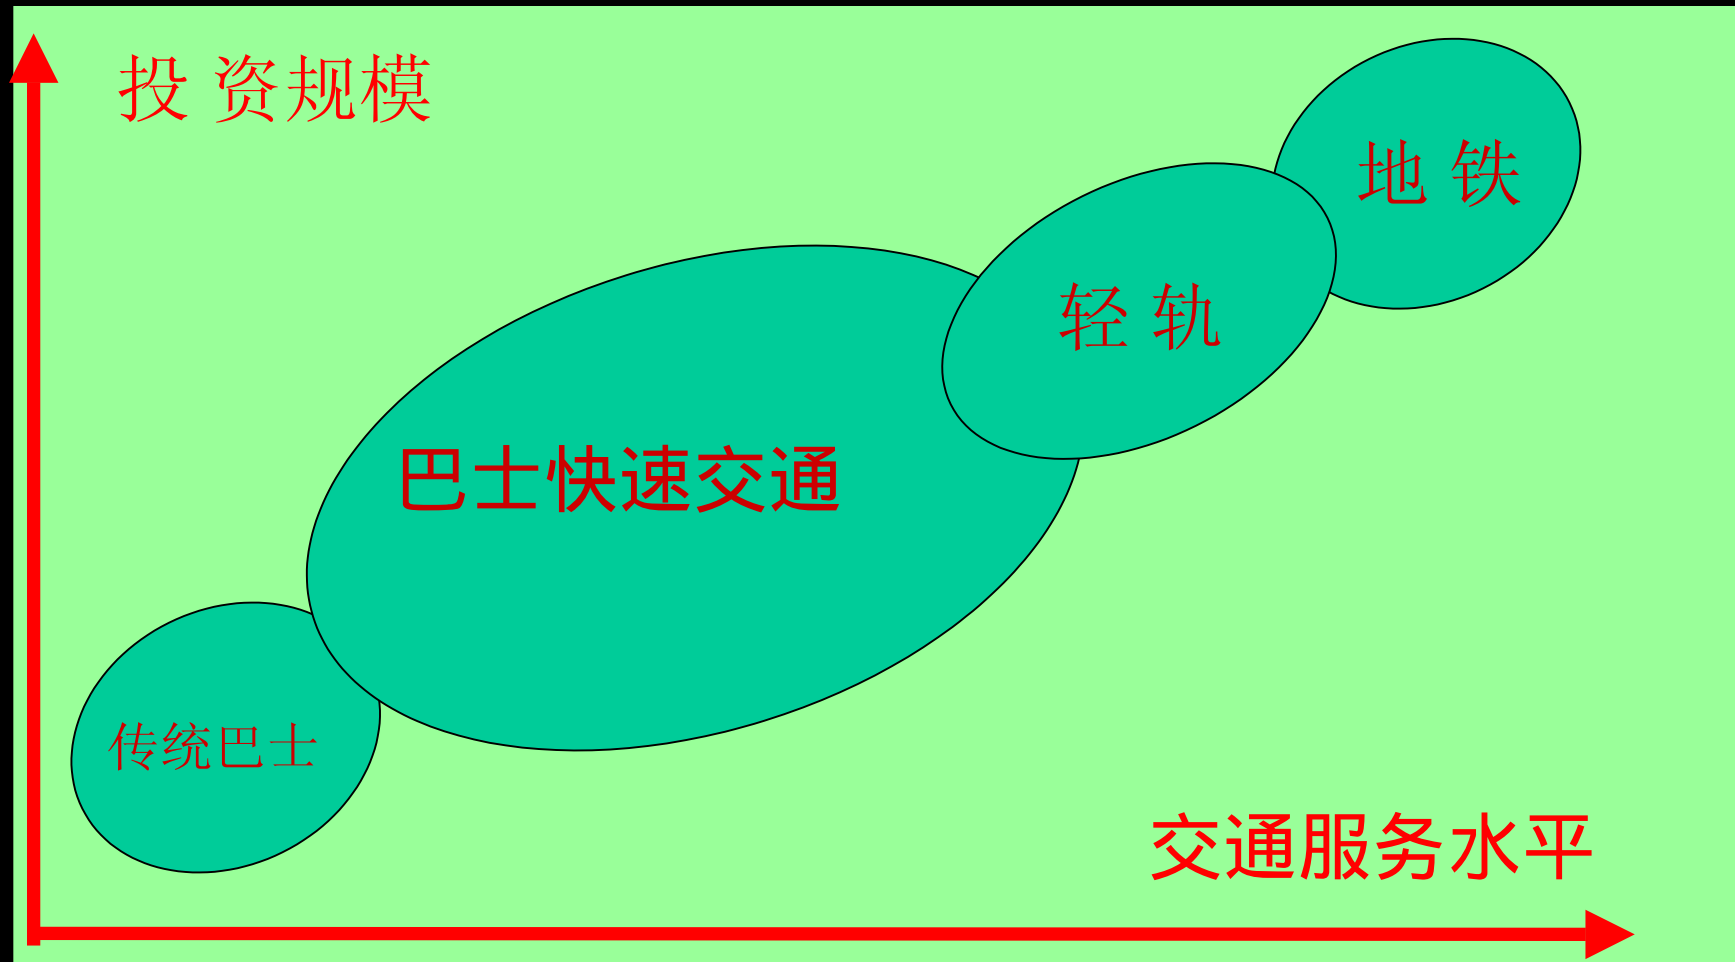 投 资规模
地 铁
轻 轨
巴士快速交通
传统巴士
交通服务水平